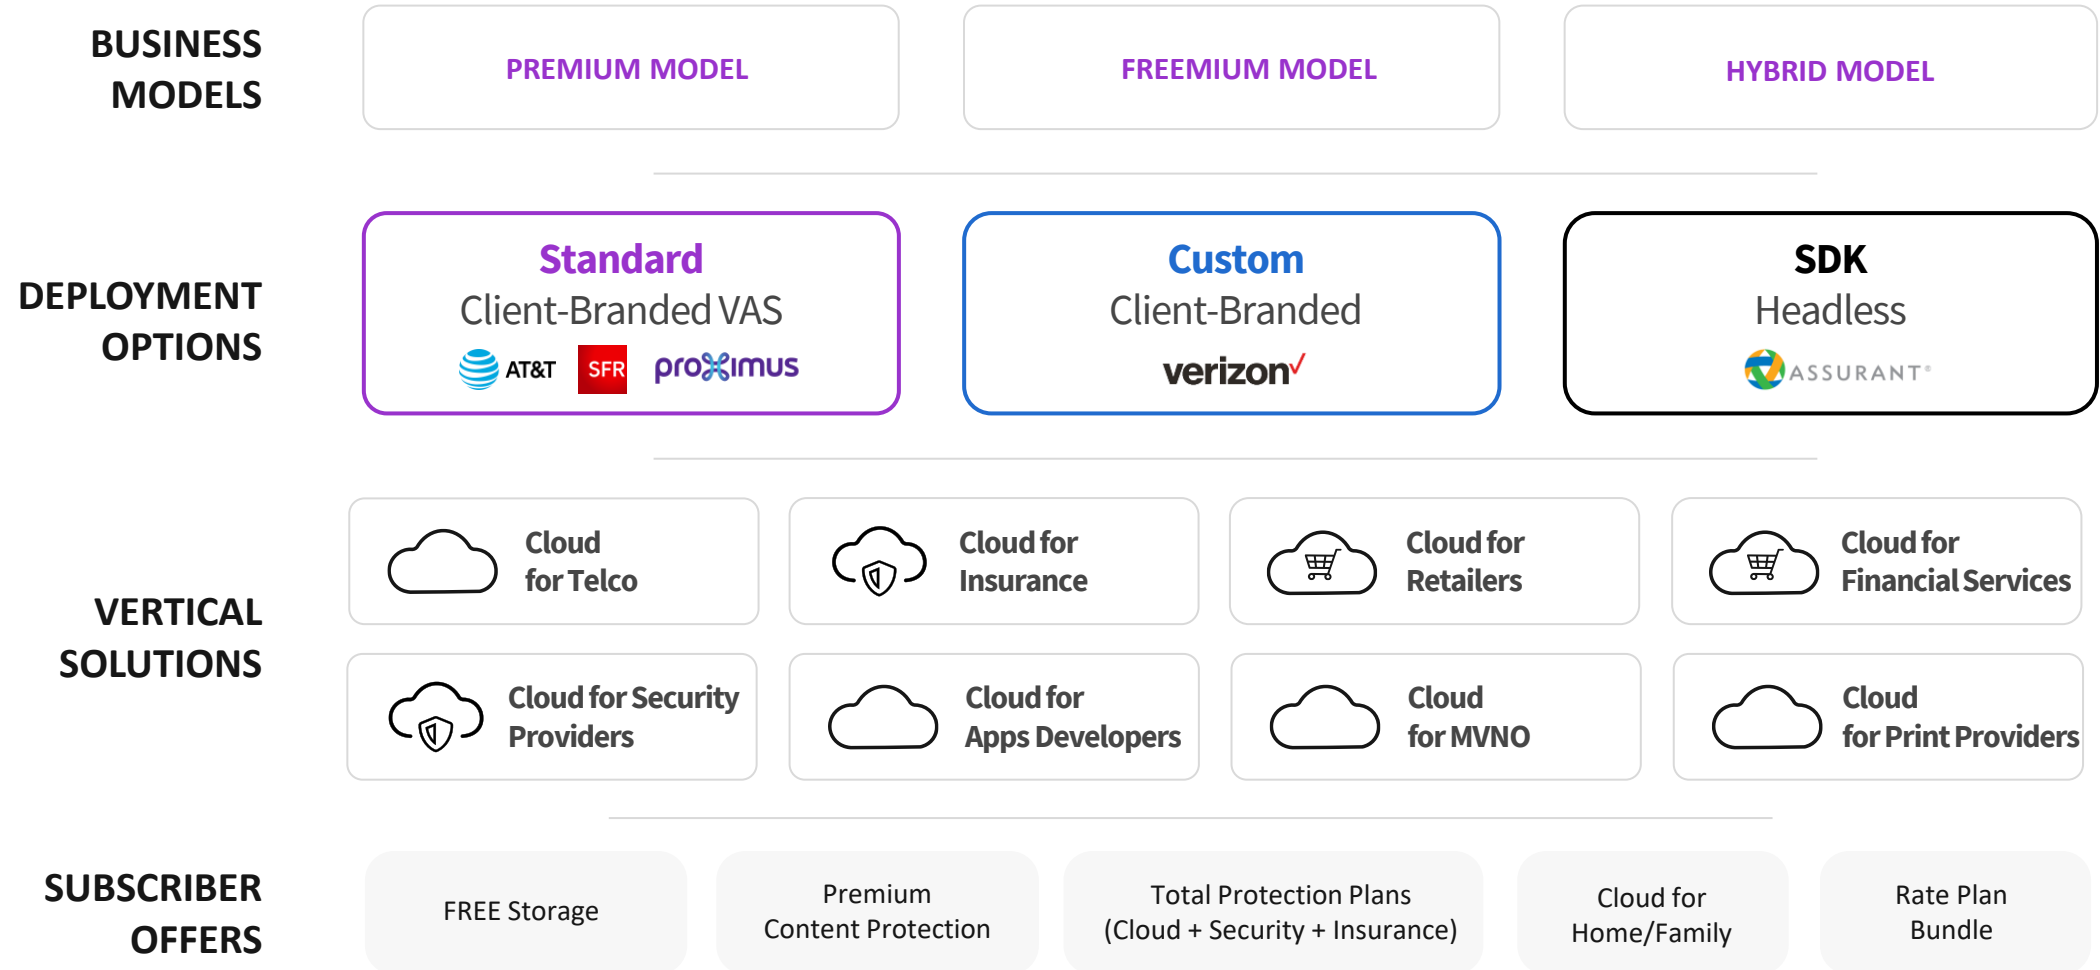 BUSINESS
MODELS
PREMIUM MODEL
FREEMIUM MODEL
HYBRID MODEL
DEPLOYMENT
OPTIONS
Standard
Client-Branded VAS
AT&T
SFR
proximus
Custom
Client-Branded
verizon✓
SDK
Headless
ASSURANT®
VERTICAL
SOLUTIONS
Cloud
for Telco
Cloud for
Insurance
Cloud for
Retailers
Cloud for
Financial Services
Cloud for Security
Providers
Cloud for
Apps Developers
Cloud
for MVNO
Cloud
for Print Providers
SUBSCRIBER
OFFERS
FREE Storage
Premium
Content Protection
Total Protection Plans
(Cloud + Security + Insurance)
Cloud for
Home/Family
Rate Plan
Bundle